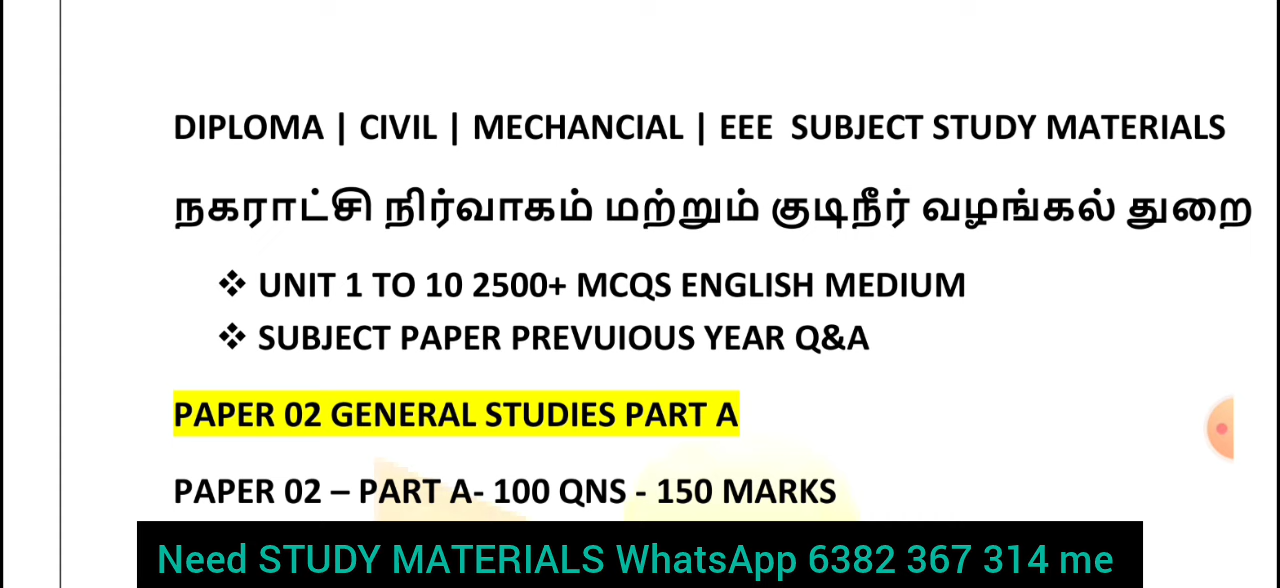 DIPLOMA | CIVIL | MECHANCIAL | EEE SUBJECT STUDY MATERIALS
நகராட்சி நிர்வாகம் மற்றும் குடிநீர் வழங்கல் துறை
❖ UNIT 1 TO 10 2500+ MCQS ENGLISH MEDIUM
❖ SUBJECT PAPER PREVUIOUS YEAR Q&A
PAPER 02 GENERAL STUDIES PART A
PAPER 02 – PART A- 100 QNS - 150 MARKS
Need STUDY MATERIALS WhatsApp 6382 367 314 me